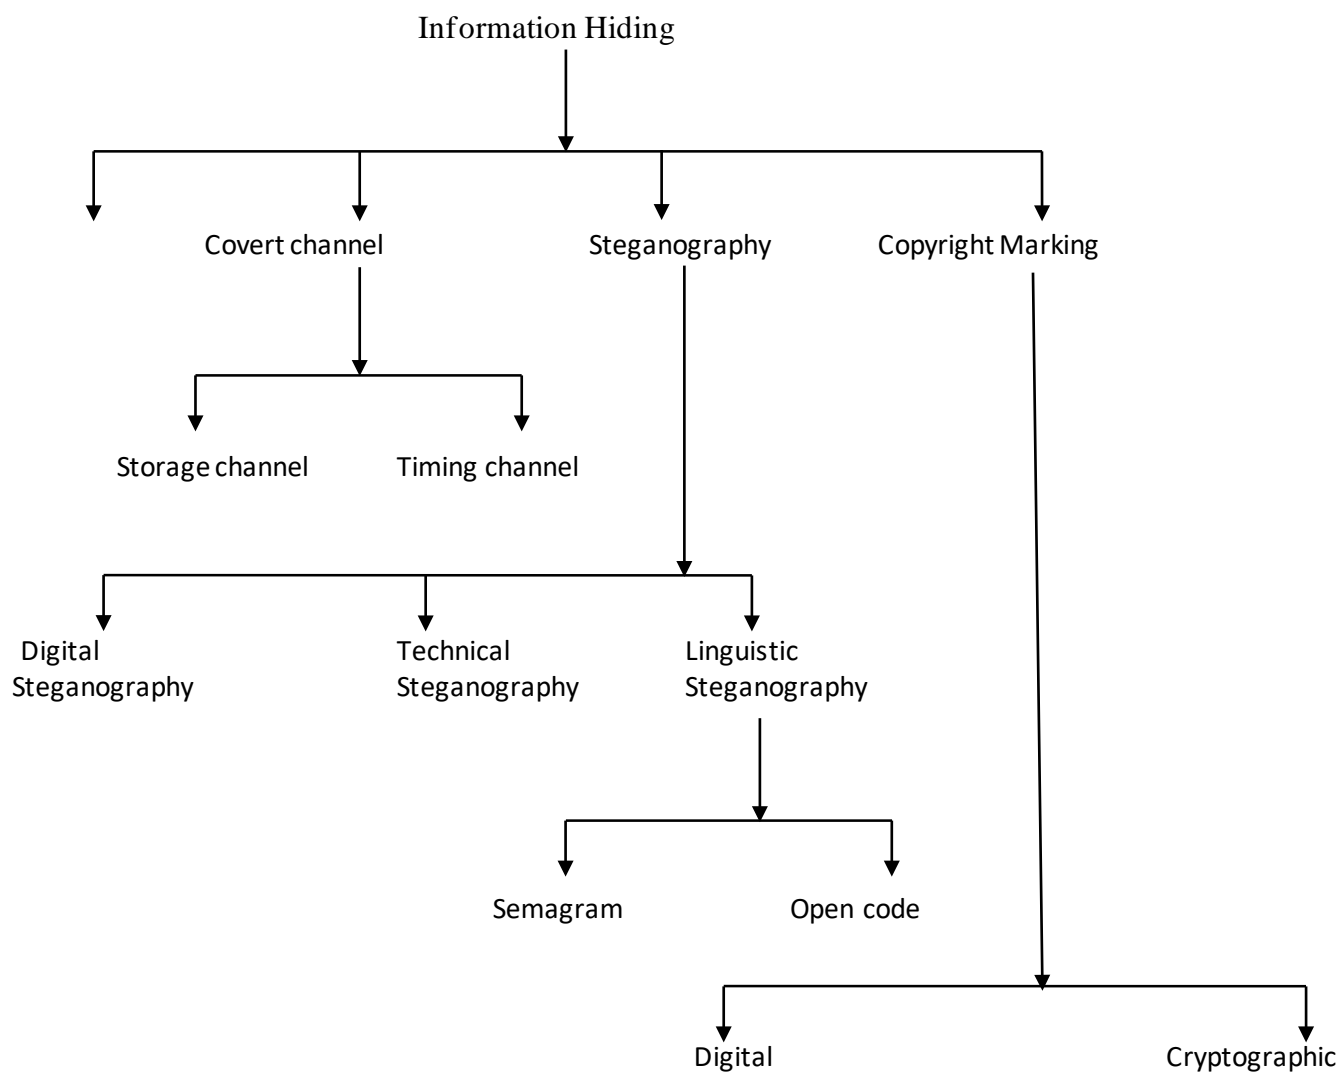 Information Hiding
Covert channel
Steganography
Copyright Marking
Storage channel
Timing channel
Digital
Steganography
Technical
Steganography
Linguistic
Steganography
Semagram
Open code
Digital
Cryptographic